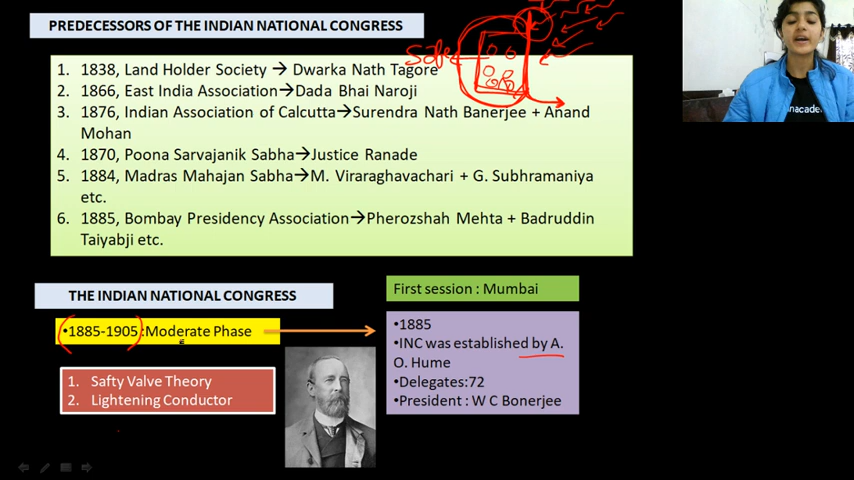 PREDECESSORS OF THE INDIAN NATIONAL CONGRESS
Safe
1. 1838, Land Holder Society → Dwarka Nath Tagore
2. 1866, East India Association→Dada Bhai Naroji
3. 1876, Indian Association of Calcutta→Surendra Nath Banerjee + Anand
Mohan
4. 1870, Poona Sarvajanik Sabha→Justice Ranade
5. 1884, Madras Mahajan Sabha→M. Viraraghavachari + G. Subhramaniya
etc.
6. 1885, Bombay Presidency Association→Pherozshah Mehta + Badruddin
Taiyabji etc.
THE INDIAN NATIONAL CONGRESS
•1885-1905:Moderate Phase
1. Safty Valve Theory
2. Lightening Conductor
First session : Mumbai
•1885
•INC was established by A.
O. Hume
•Delegates:72
•President : W C Bonerjee
nacade